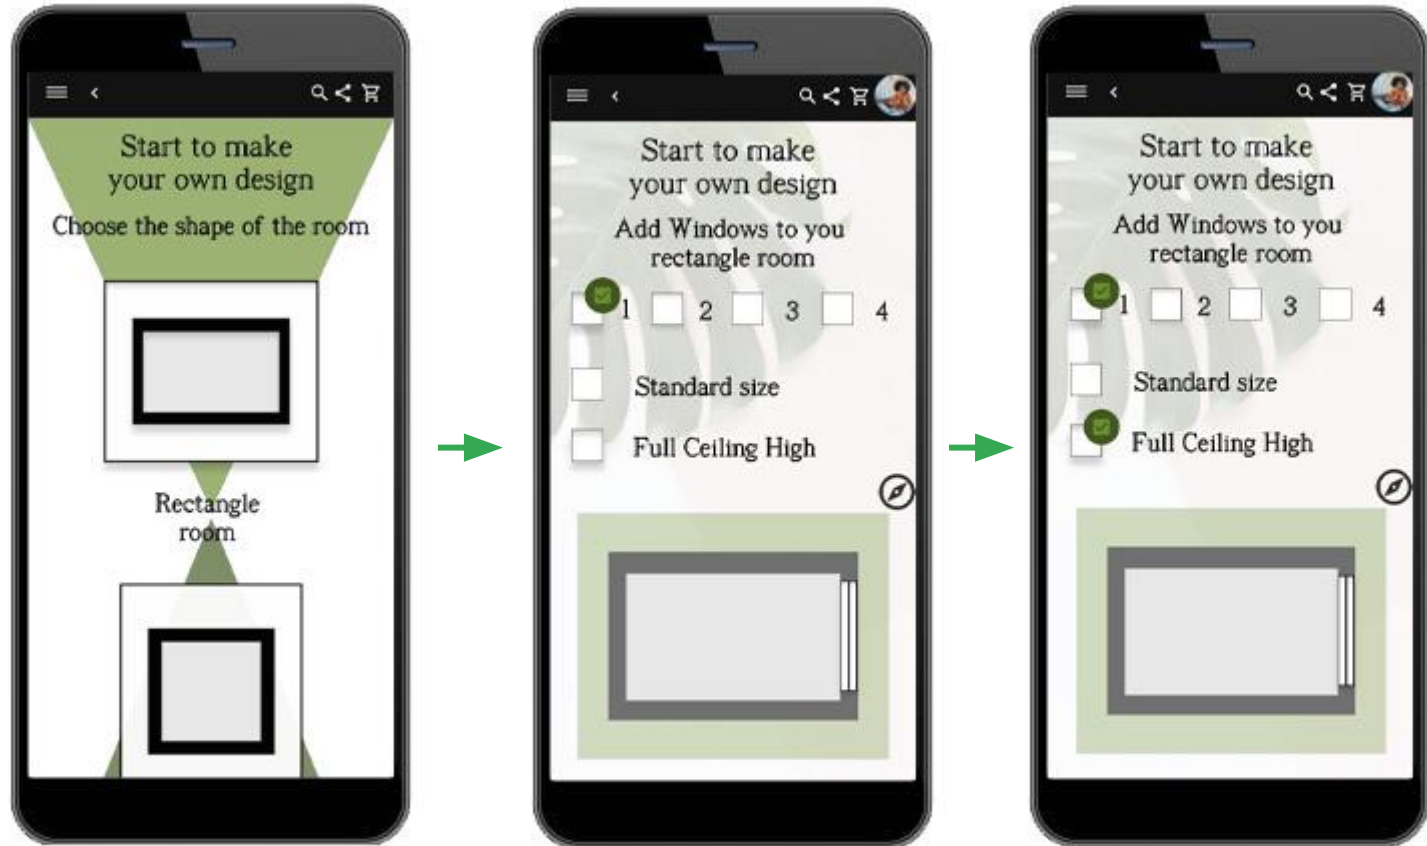 Start to make
your own design
Choose the shape of the room
Rectangle
room
Start to make
your own design
Add Windows to you
rectangle room
1 2 3 4
Standard size
Full Ceiling High
Start to make
your own design
Add Windows to you
rectangle room
1 2 3 4
Standard size
Full Ceiling High